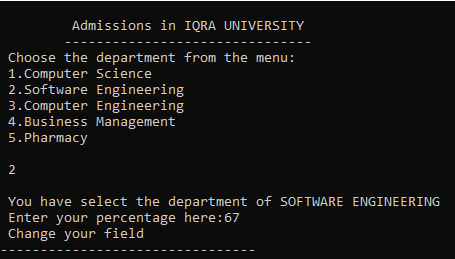 Admissions in IQRA UNIVERSITY
-------------------------------
Choose the department from the menu:
1.Computer Science
2.Software Engineering
3.Computer Engineering
4.Business Management
5.Pharmacy
2
You have select the department of SOFTWARE ENGINEERING
Enter your percentage here:67
Change your field
--------------------------------